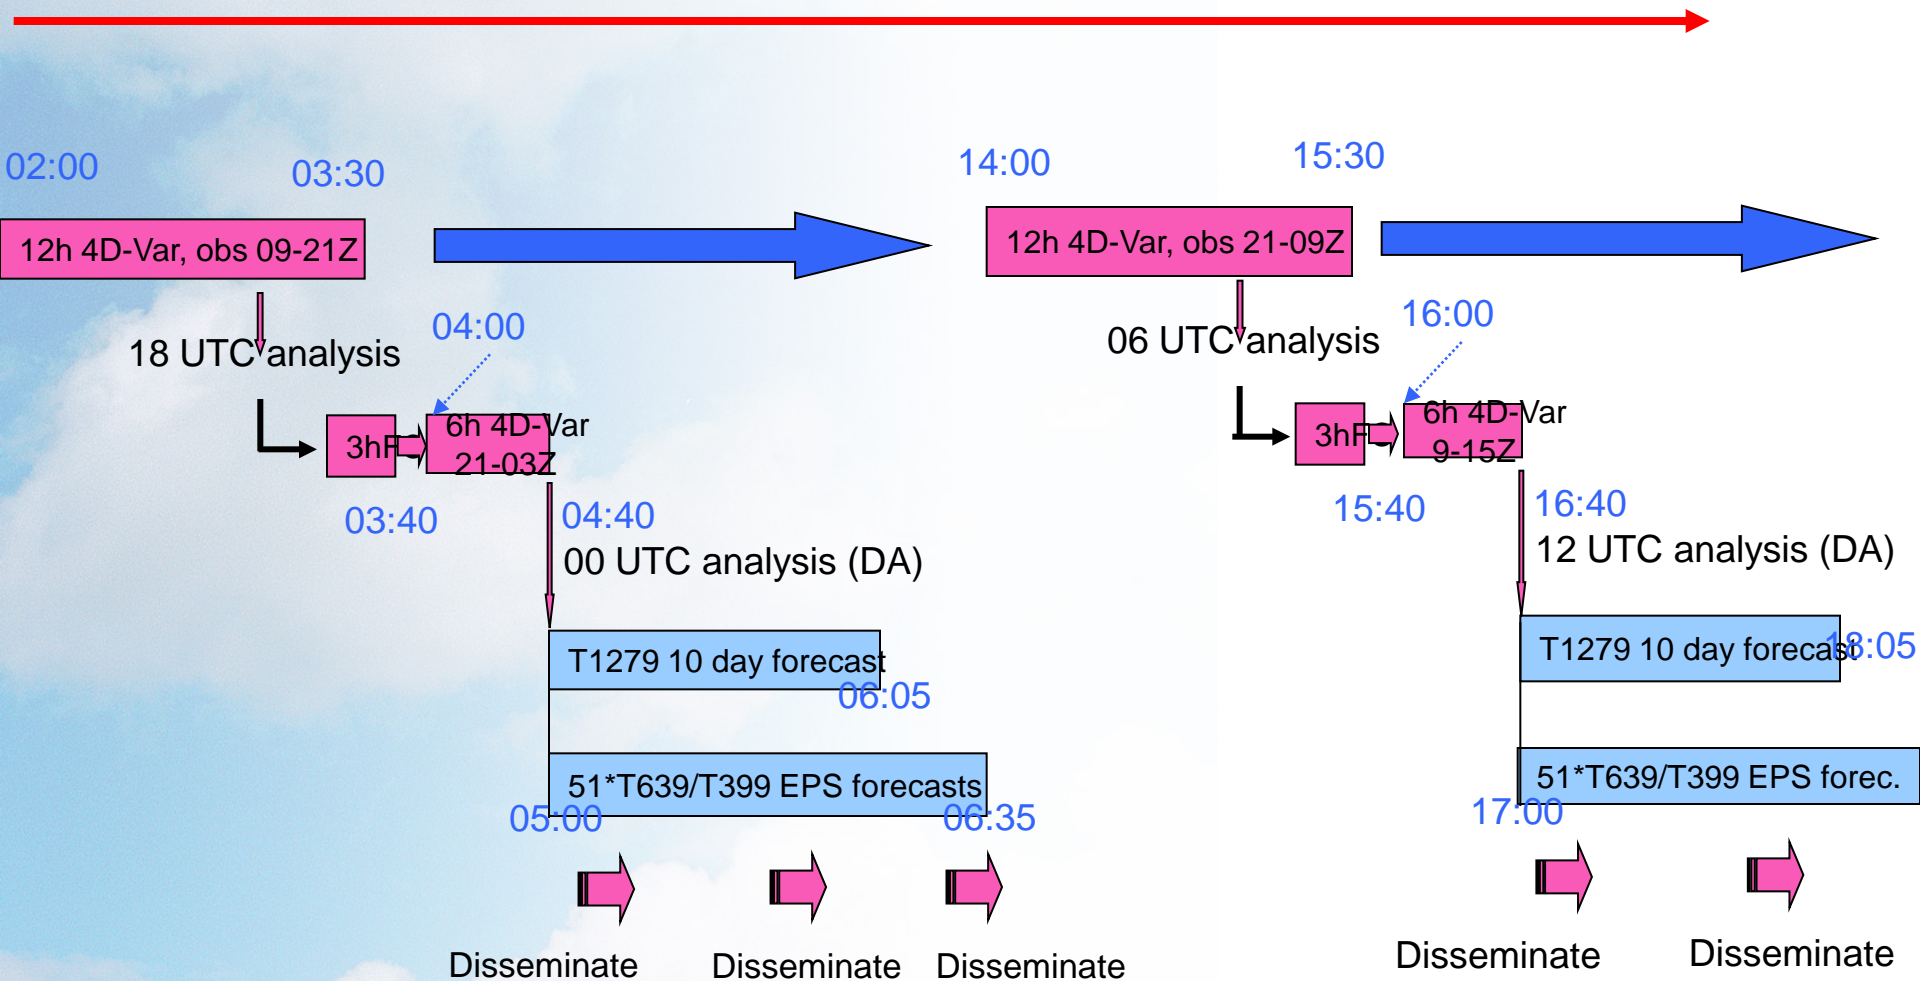 02:00
03:30
12h 4D-Var, obs 09-21Z
18 UTC analysis
04:00
3hF
6h 4D-Var
21-03Z
03:40
04:40
00 UTC analysis (DA)
T1279 10 day forecast
06:05
51*T639/T399 EPS forecasts
05:00
06:35
Disseminate
Disseminate
Disseminate
14:00
15:30
12h 4D-Var, obs 21-09Z
06 UTC analysis
16:00
3hF
6h 4D-Var
9-15Z
15:40
16:40
12 UTC analysis (DA)
T1279 10 day forecast
18:05
51*T639/T399 EPS forec.
17:00
Disseminate
Disseminate